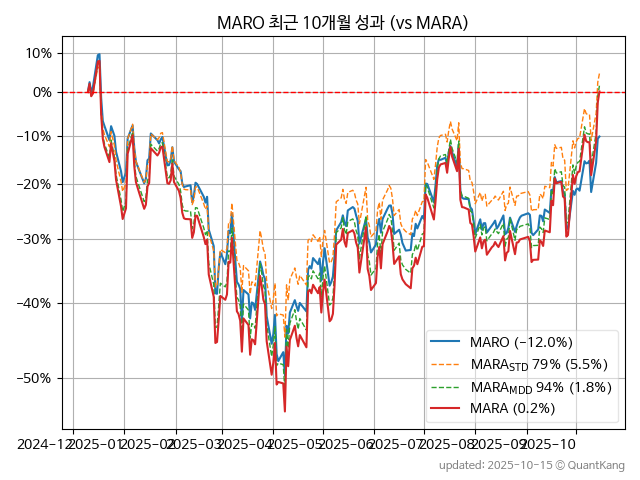 MARO 최근 10개월 성과 (vs MARA)
10%
0%
−10%
−20%
−30%
−40%
−50%
MARO (−12.0%)
MARASTD 79% (5.5%)
MARAMDD 94% (1.8%)
MARA (0.2%)
2024−12 2025−01 2025−02 2025−03 2025−04 2025−05 2025−06 2025−07 2025−08 2025−09 2025−10
updated: 2025-10-15 © QuantKang